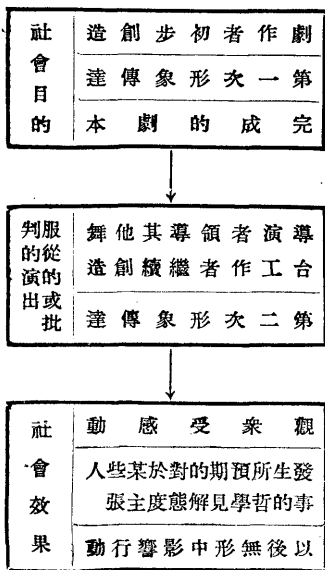 劇作者初步創造
第一次形象傳達
完成的劇本
社會目的
導演者領導其他舞
台工作者繼續創造
第二次形象傳達
服從的或批
判的演出
觀衆受感動
發生所預期的對於某些人
事的哲學見解態度主張
以後無形中影響行動
社會效果